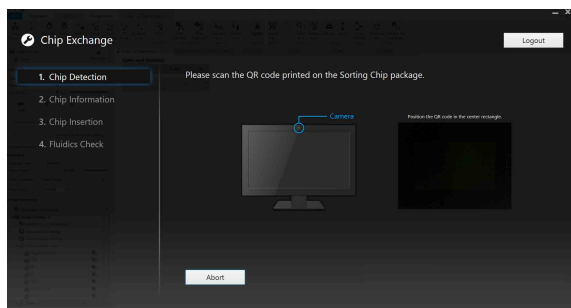 Chip Exchange
Logout
1. Chip Detection
2. Chip Information
3. Chip Insertion
4. Fluidics Check
Please scan the QR code printed on the Sorting Chip package.
Camera
Position the QR code in the center rectangle.
Abort